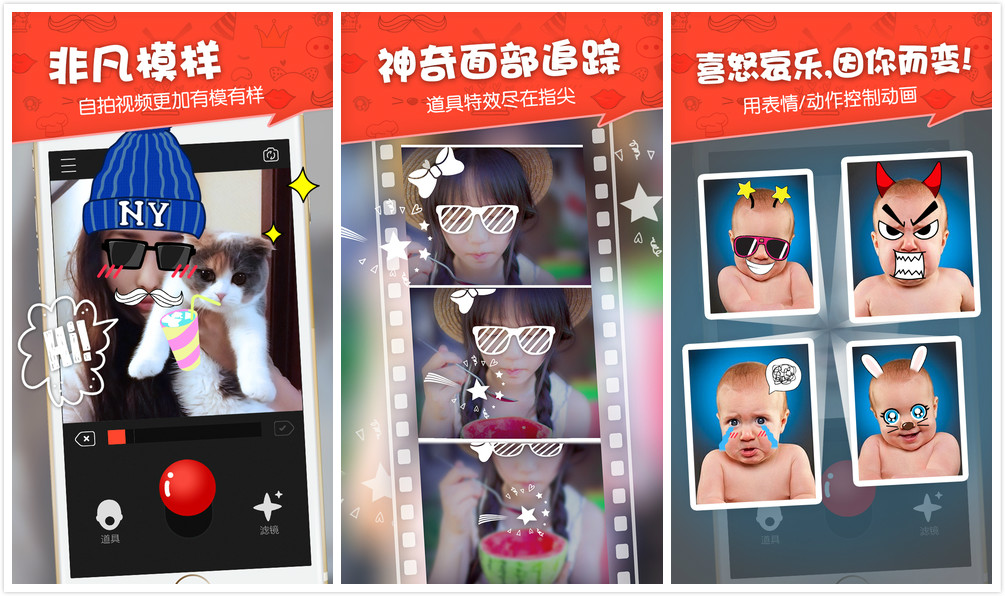 非凡模样
自拍视频更加有模有样
NY
Hi!
道具
滤镜
神奇面部追踪
道具特效尽在指尖
喜怒哀乐,因你而变!
用表情/动作控制动画
道具
滤镜